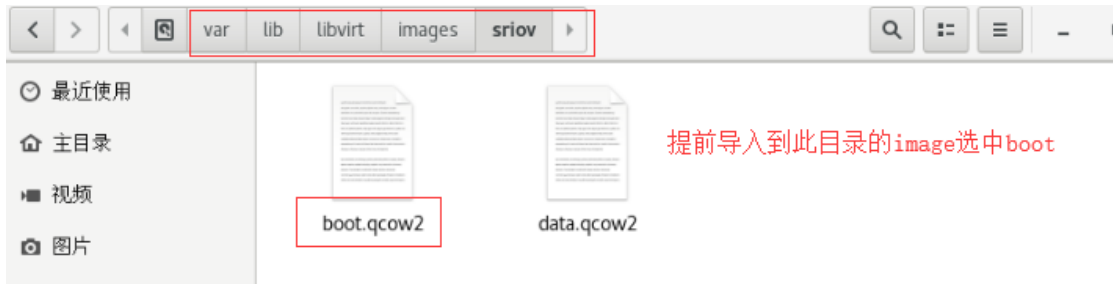 var lib libvirt images sriov
最近使用
主目录
视频
图片
boot.qcow2
data.qcow2
提前导入到此目录的image选中boot